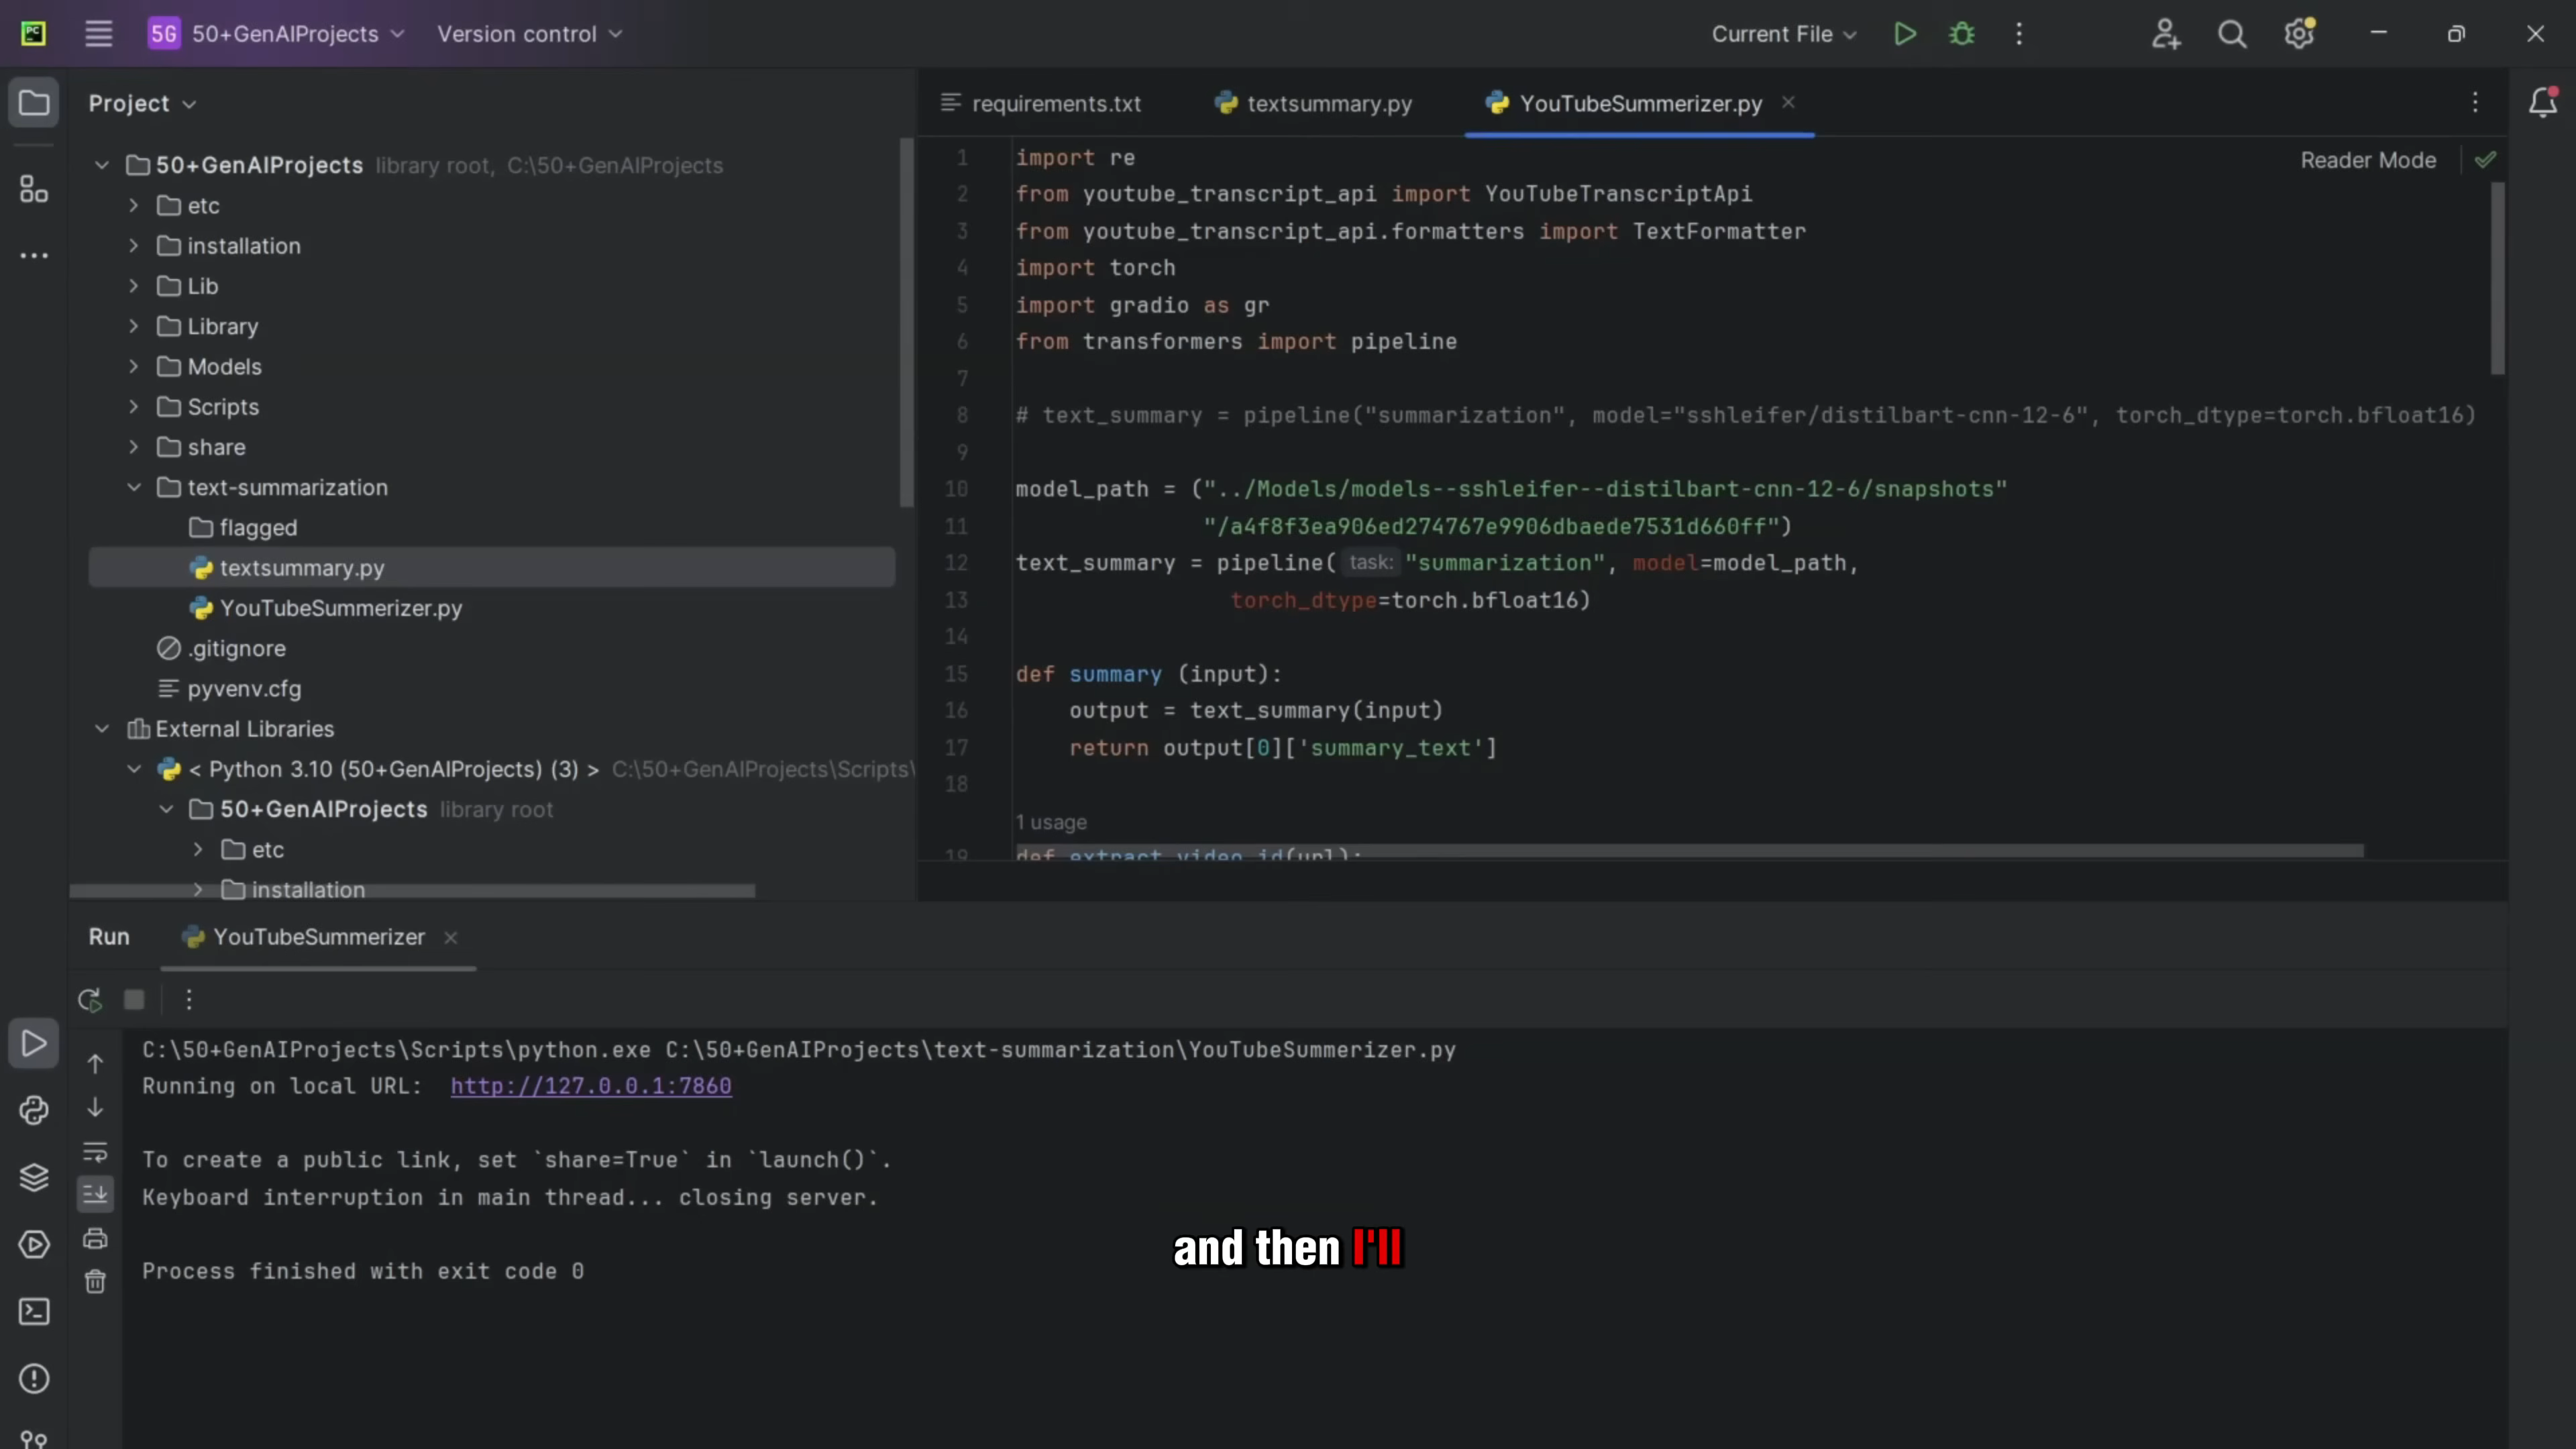 PC
5G 50+GenAIProjects Version control Current File
Project
50+GenAIProjects library root, C:\50+GenAIProjects
etc
installation
Lib
Library
Models
Scripts
share
text-summarization
flagged
textsummary.py
YouTubeSummerizer.py
.gitignore
pyvenv.cfg
External Libraries
< Python 3.10 (50+GenAIProjects) (3) > C:\50+GenAIProjects\Scripts\
50+GenAIProjects library root
etc
installation
requirements.txt textsummary.py YouTubeSummerizer.py
Reader Mode
1 import re
2 from youtube_transcript_api import YouTubeTranscriptApi
3 from youtube_transcript_api.formatters import TextFormatter
4 import torch
5 import gradio as gr
6 from transformers import pipeline
7
8 # text_summary = pipeline("summarization", model="sshleifer/distilbart-cnn-12-6", torch_dtype=torch.bfloat16)
9
10 model_path = ("../Models/models--sshleifer--distilbart-cnn-12-6/snapshots"
11 "/a4f8f3ea906ed274767e9906dbaede7531d660ff")
12 text_summary = pipeline( task: "summarization", model=model_path,
13 torch_dtype=torch.bfloat16)
14
15 def summary (input):
16 output = text_summary(input)
17 return output[0]['summary_text']
18
1 usage
19 def extract_video_id(url):
Run YouTubeSummerizer
C:\50+GenAIProjects\Scripts\python.exe C:\50+GenAIProjects\text-summarization\YouTubeSummerizer.py
Running on local URL: http://127.0.0.1:7860
To create a public link, set `share=True` in `launch()`.
Keyboard interruption in main thread... closing server.
Process finished with exit code 0
and then I'll